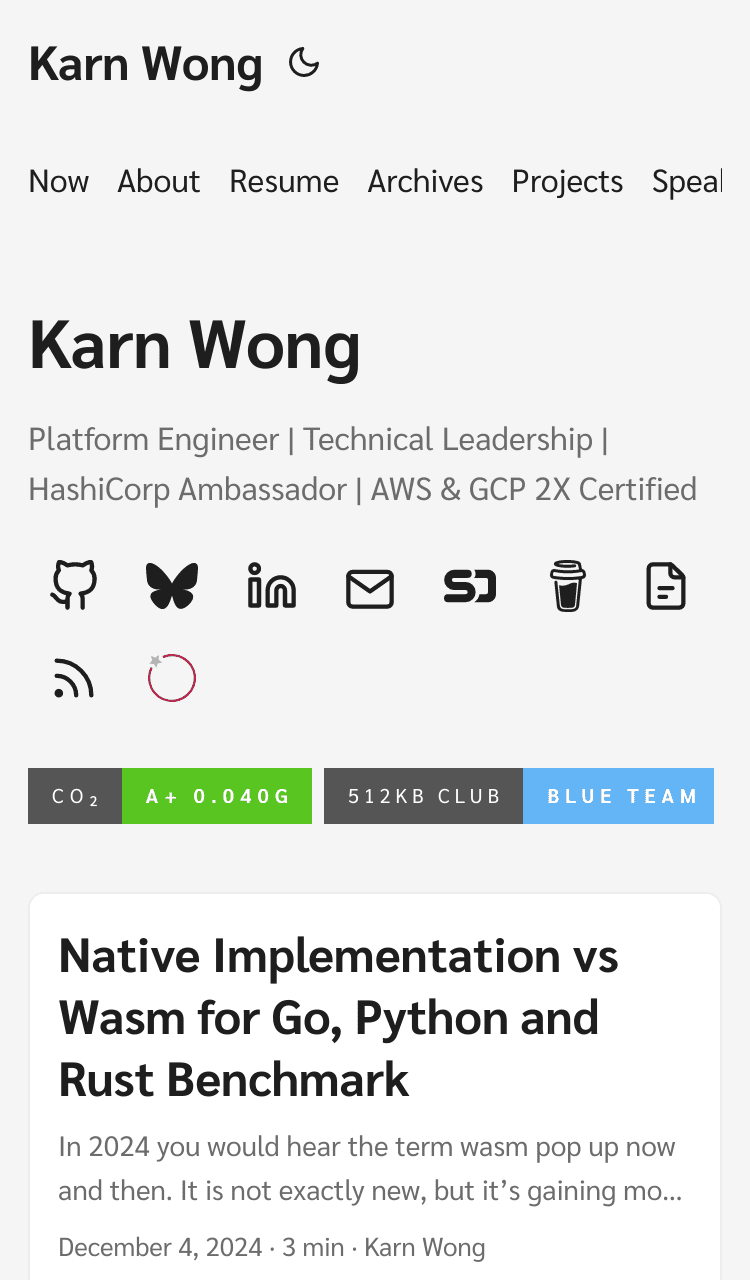 Karn Wong
Now About Resume Archives Projects Speal
Karn Wong
Platform Engineer | Technical Leadership |
HashiCorp Ambassador | AWS & GCP 2X Certified
CO₂ A+ 0.040G 512KB CLUB BLUE TEAM
Native Implementation vs
Wasm for Go, Python and
Rust Benchmark
In 2024 you would hear the term wasm pop up now
and then. It is not exactly new, but it’s gaining mo...
December 4, 2024 · 3 min · Karn Wong